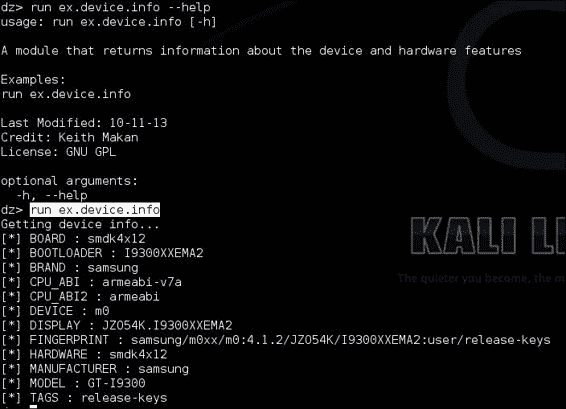 dz> run ex.device.info --help
usage: run ex.device.info [-h]
A module that returns information about the device and hardware features
Examples:
run ex.device.info
Last Modified: 10-11-13
Credit: Keith Makan
License: GNU GPL
optional arguments:
-h, --help
dz> run ex.device.info
Getting device info...
[*] BOARD : smdk4x12
[*] BOOTLOADER : I9300XXEMA2
[*] BRAND : samsung
[*] CPU_ABI : armeabi-v7a
[*] CPU_ABI2 : armeabi
[*] DEVICE : m0
[*] DISPLAY : JZO54K.I9300XXEMA2
[*] FINGERPRINT : samsung/m0xx/m0:4.1.2/JZO54K/I9300XXEMA2:user/release-keys
[*] HARDWARE : smdk4x12
[*] MANUFACTURER : samsung
[*] MODEL : GT-I9300
[*] TAGS : release-keys
KALI LI
The quieter you become, the m